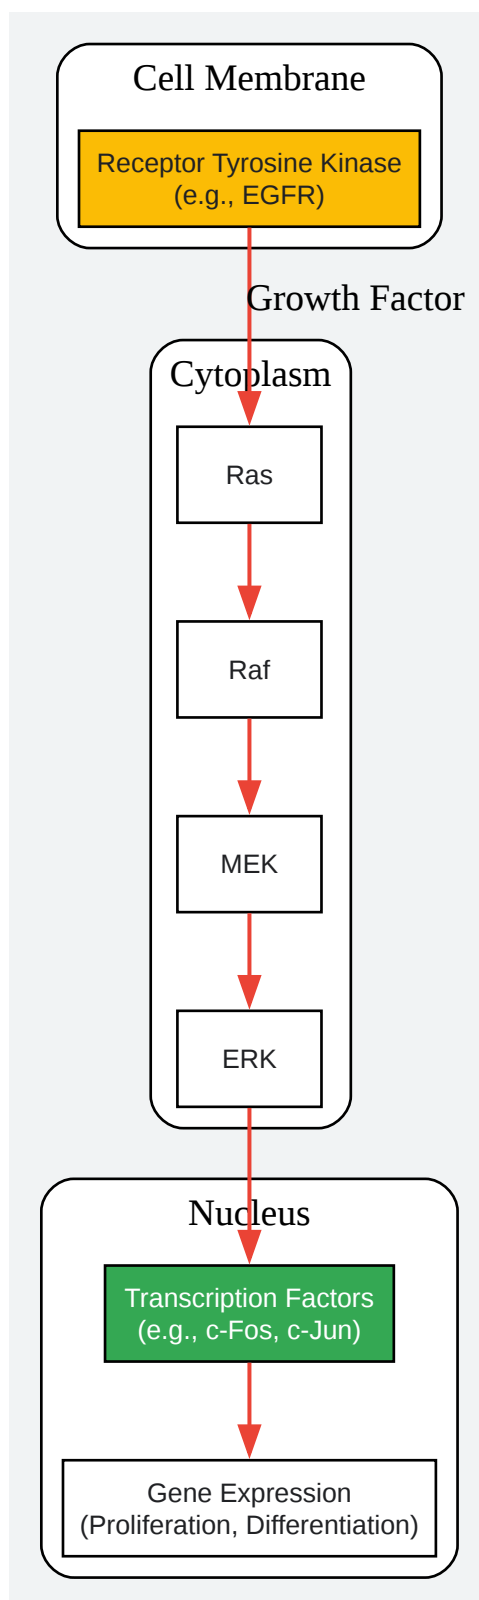 Cell Membrane
Receptor Tyrosine Kinase
(e.g., EGFR)
Growth Factor
Cytoplasm
Ras
Raf
MEK
ERK
Nucleus
Transcription Factors
(e.g., c-Fos, c-Jun)
Gene Expression
(Proliferation, Differentiation)